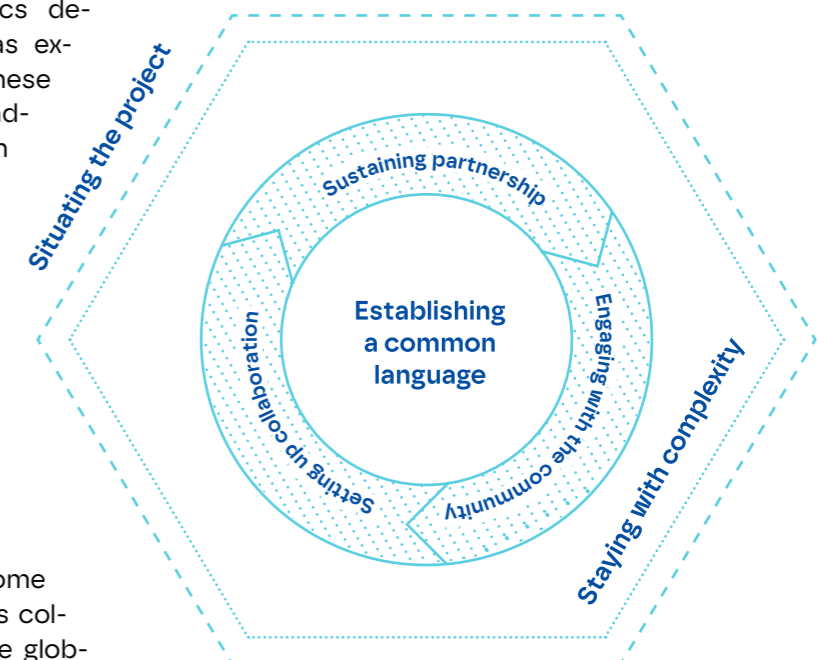 cs de-
as ex-
hese
nd-
n
Situating the project
Sustaining partnership
Establishing
a common
language
Engaging with the community
Setting up collaboration
Staying with complexity
ome
s col-
e glob-